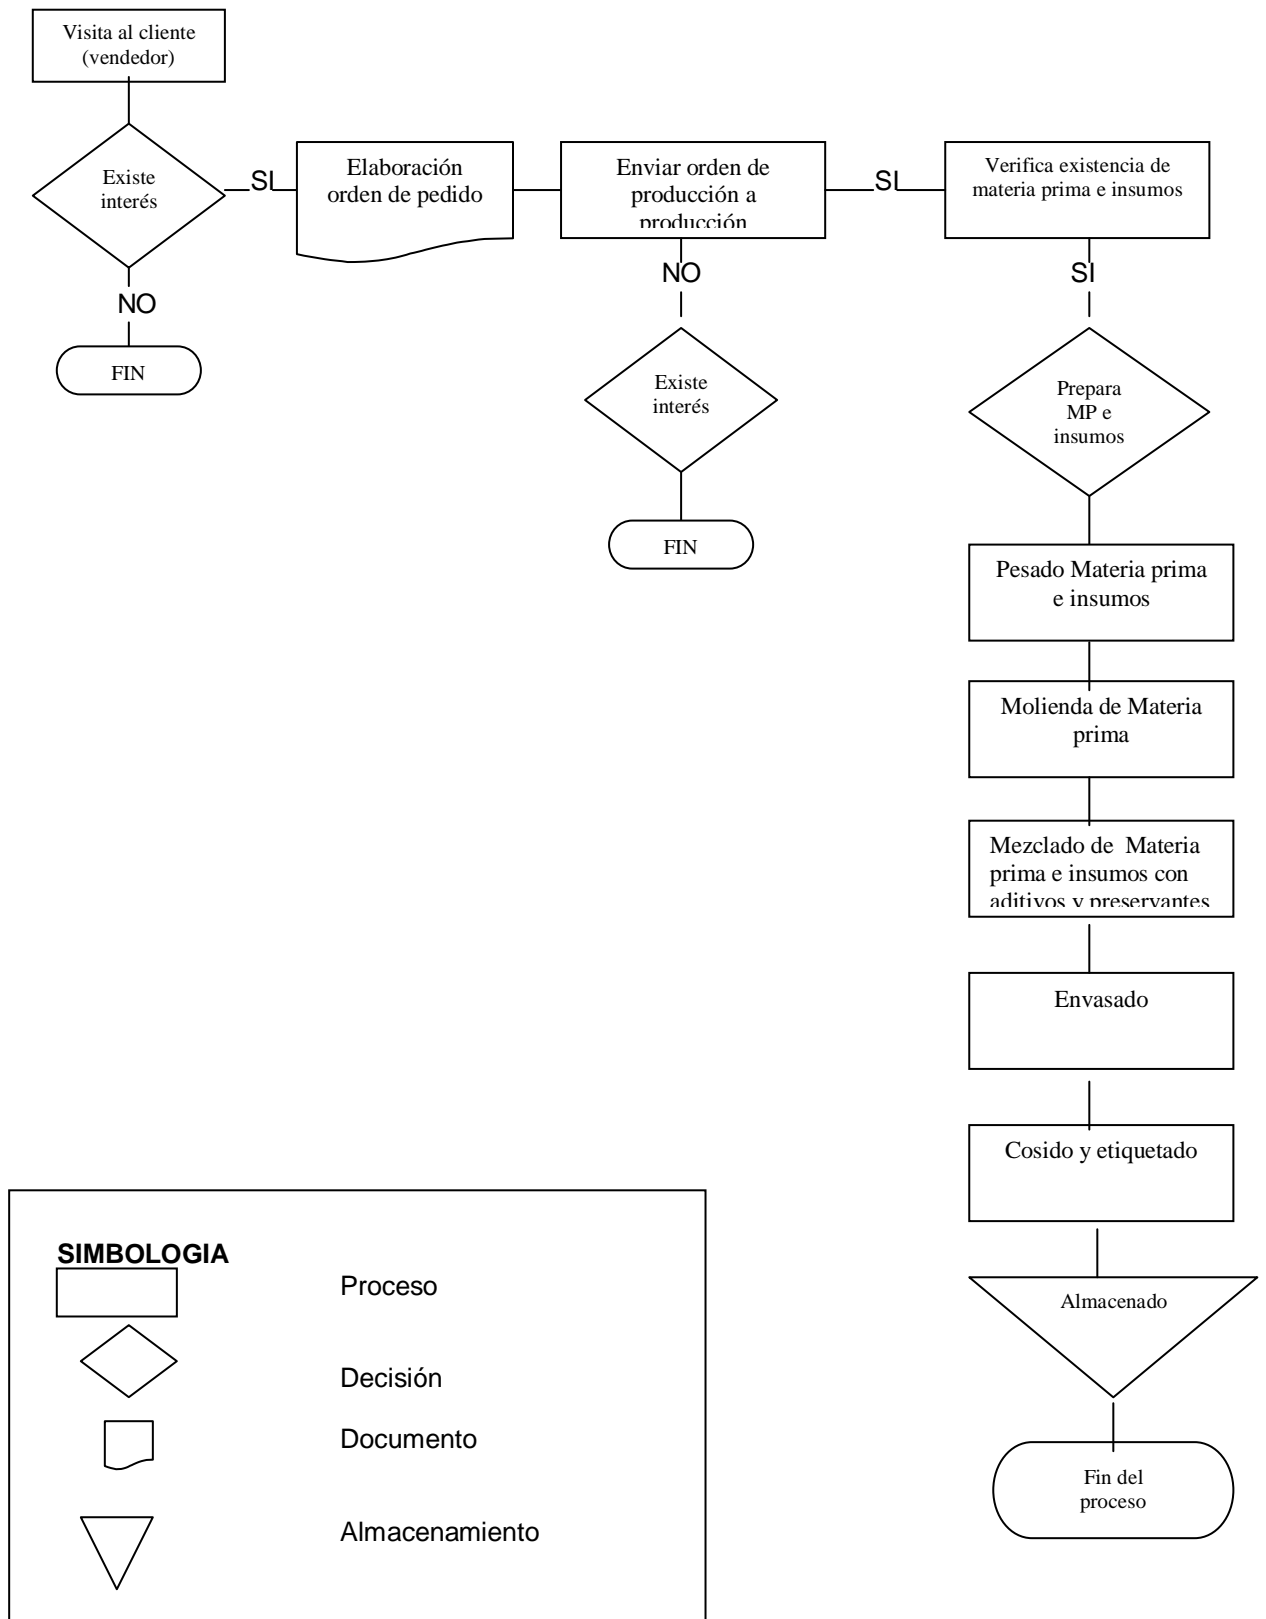 Visita al cliente
(vendedor)
Existe
interés
SI
Elaboración
orden de pedido
Enviar orden de
producción a
producción
SI
Verifica existencia de
materia prima e insumos
NO
FIN
NO
Existe
interés
FIN
SI
Prepara
MP e
insumos
Pesado Materia prima
e insumos
Molienda de Materia
prima
Mezclado de Materia
prima e insumos con
aditivos y preservantes
Envasado
Cosido y etiquetado
Almacenado
Fin del
proceso
SIMBOLOGIA
Proceso
Decisión
Documento
Almacenamiento